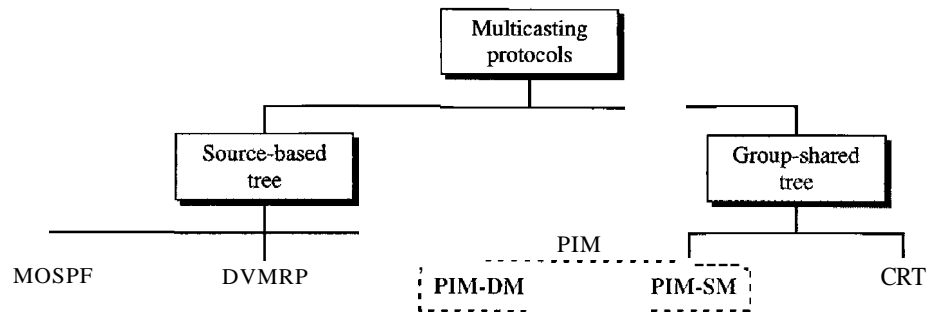 Multicasting
protocols
Source-based
tree
Group-shared
tree
PIM
MOSPF
DVMRP
PIM-DM
PIM-SM
CRT